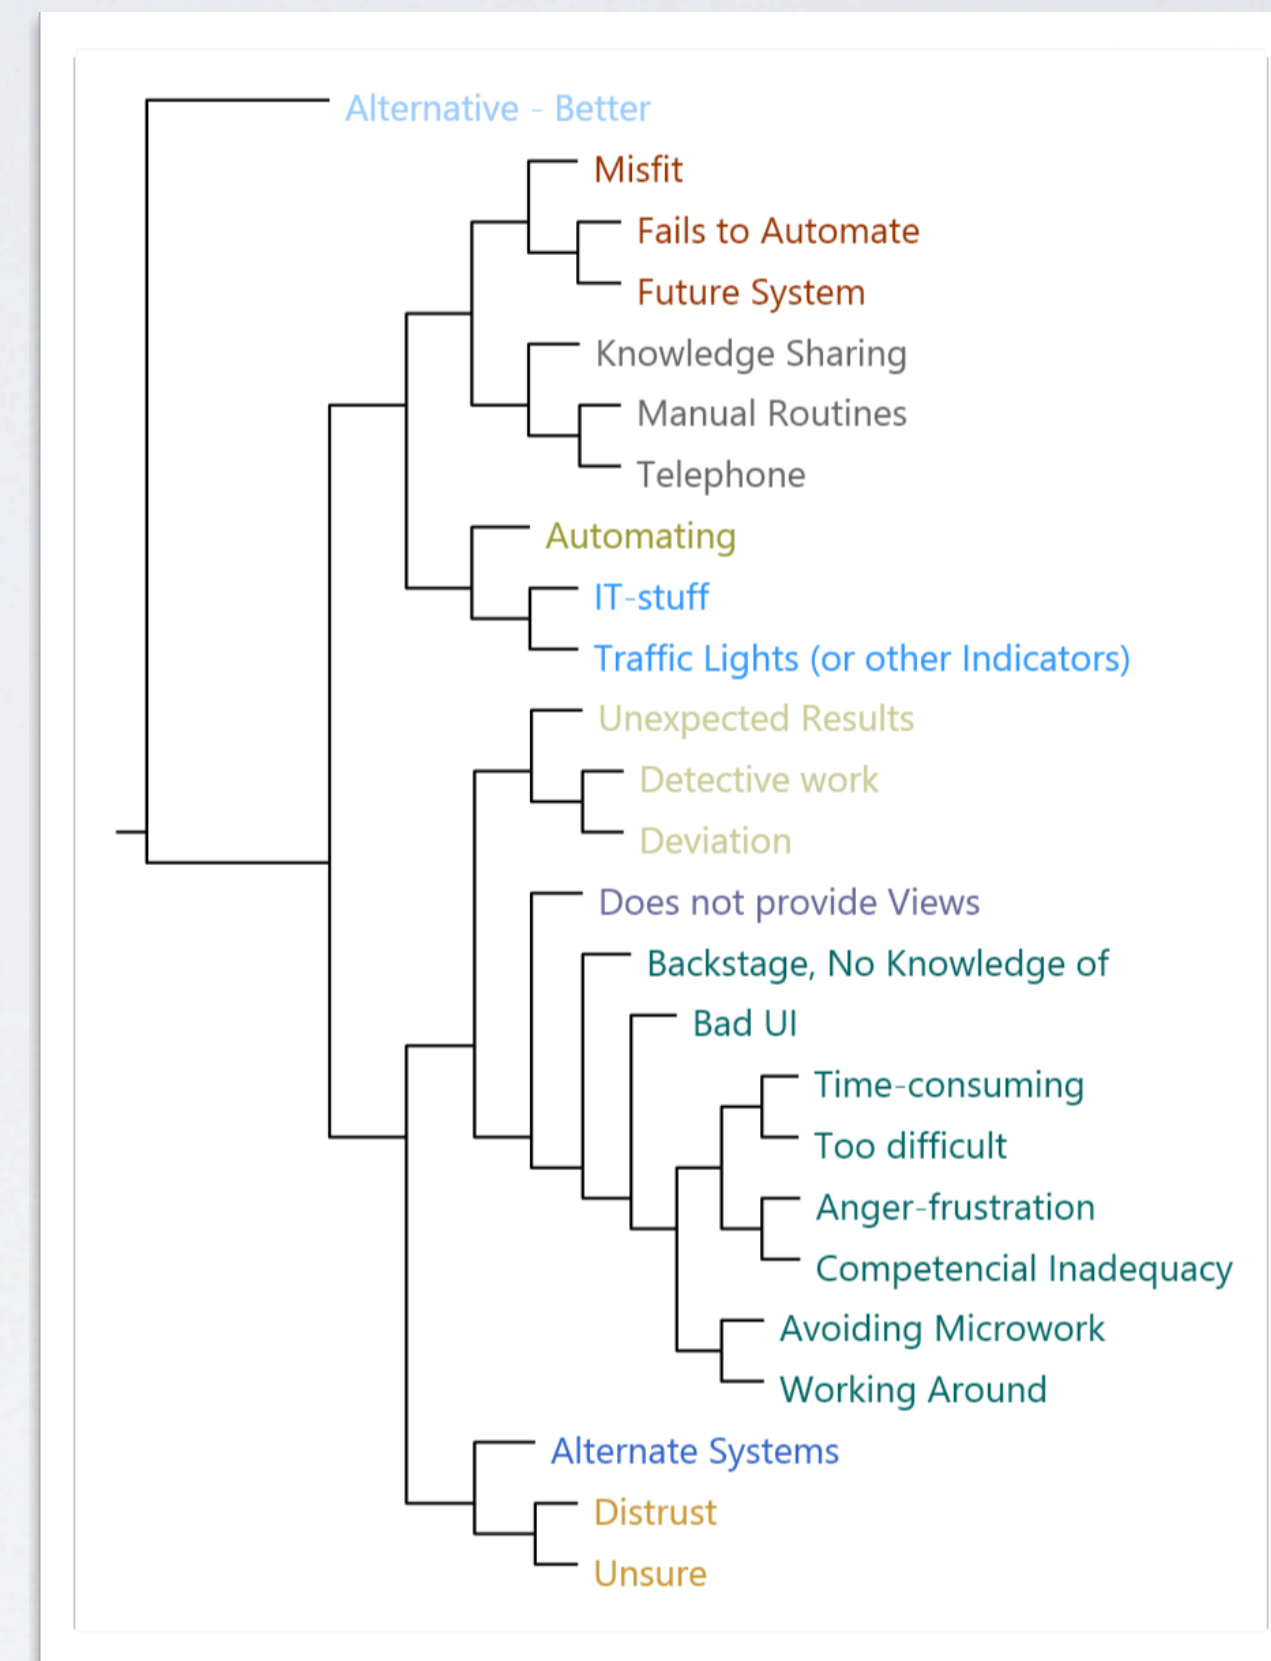 Alternative - Better
Misfit
Fails to Automate
Future System
Knowledge Sharing
Manual Routines
Telephone
Automating
IT-stuff
Traffic Lights (or other Indicators)
Unexpected Results
Detective work
Deviation
Does not provide Views
Backstage, No Knowledge of
Bad UI
Time-consuming
Too difficult
Anger-frustration
Competencial Inadequacy
Avoiding Microwork
Working Around
Alternate Systems
Distrust
Unsure